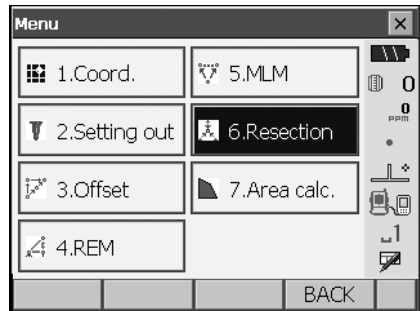 Menu
1.Coord.
5.MLM
2.Setting out
6.Resection
3.Offset
7.Area calc.
4.REM
0
0
PPM
1
BACK